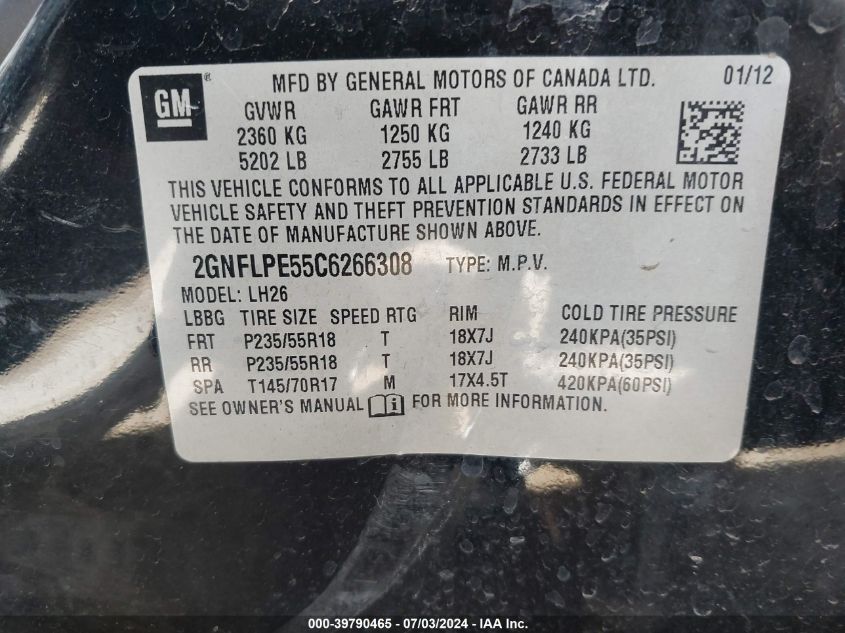 GM ® MFD BY GENERAL MOTORS OF CANADA LTD. 01/12
GVWR GAWR FRT GAWR RR
2360 KG 1250 KG 1240 KG
5202 LB 2755 LB 2733 LB
THIS VEHICLE CONFORMS TO ALL APPLICABLE U.S. FEDERAL MOTOR
VEHICLE SAFETY AND THEFT PREVENTION STANDARDS IN EFFECT ON
THE DATE OF MANUFACTURE SHOWN ABOVE.
2GNFLPE55C6266308 TYPE: M.P.V.
MODEL: LH26
LBBG TIRE SIZE SPEED RTG RIM COLD TIRE PRESSURE
FRT P235/55R18 T 18X7J 240KPA(35PSI)
RR P235/55R18 T 18X7J 240KPA(35PSI)
SPA T145/70R17 M 17X4.5T 420KPA(60PSI)
SEE OWNER'S MANUAL i FOR MORE INFORMATION.
000-39790465 - 07/03/2024 - IAA Inc.